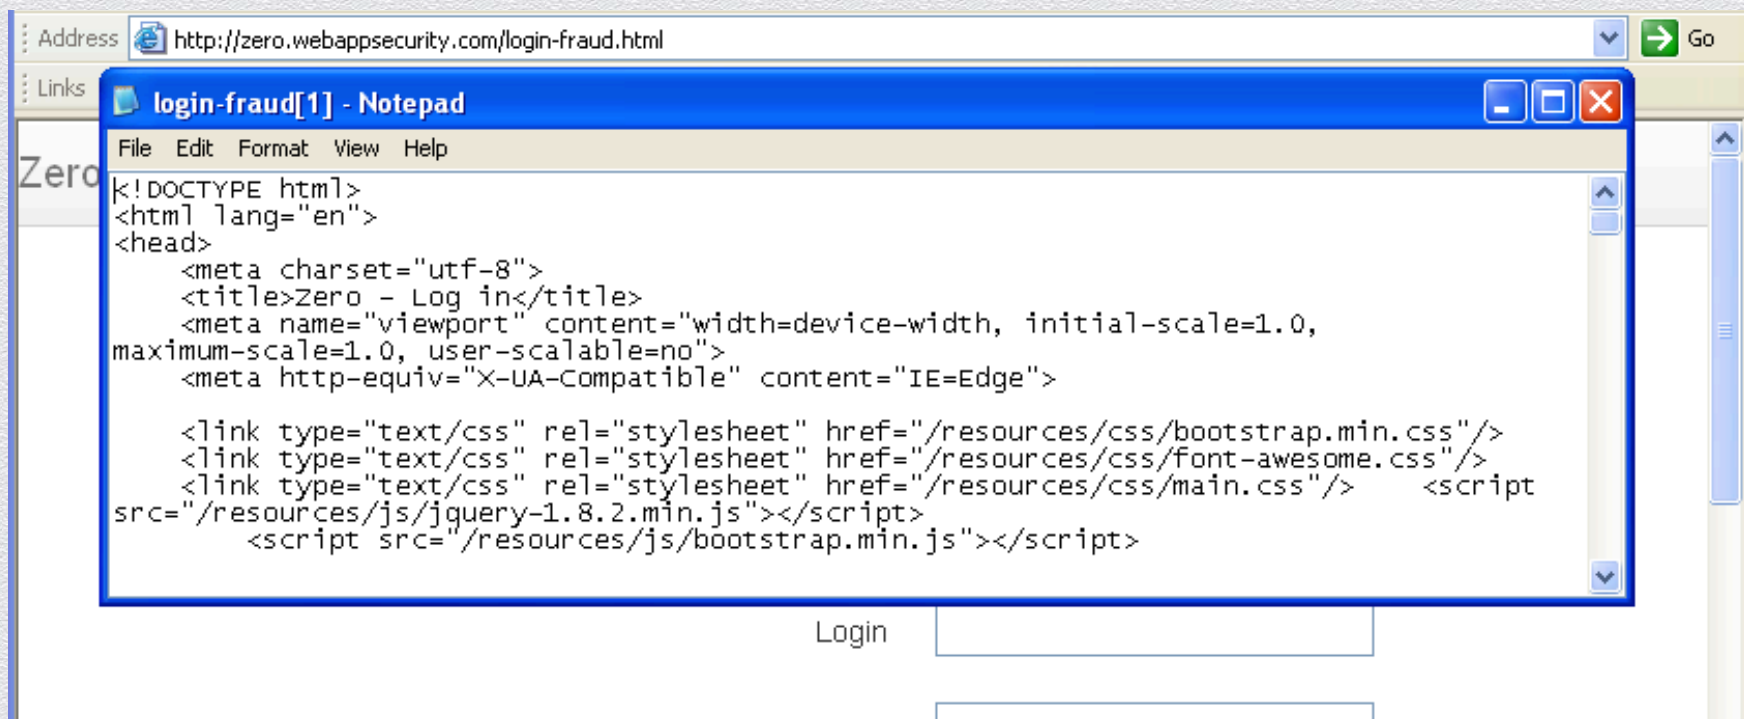 Address http://zero.webappsecurity.com/login-fraud.html Go
Links
login-fraud[1] - Notepad
File Edit Format View Help
Zero
<!DOCTYPE html>
<html lang="en">
<head>
<meta charset="utf-8">
<title>Zero - Log in</title>
<meta name="viewport" content="width=device-width, initial-scale=1.0,
maximum-scale=1.0, user-scalable=no">
<meta http-equiv="X-UA-Compatible" content="IE=Edge">
<link type="text/css" rel="stylesheet" href="/resources/css/bootstrap.min.css"/>
<link type="text/css" rel="stylesheet" href="/resources/css/font-awesome.css"/>
<link type="text/css" rel="stylesheet" href="/resources/css/main.css"/> <script
src="/resources/js/jquery-1.8.2.min.js"></script>
<script src="/resources/js/bootstrap.min.js"></script>
Login